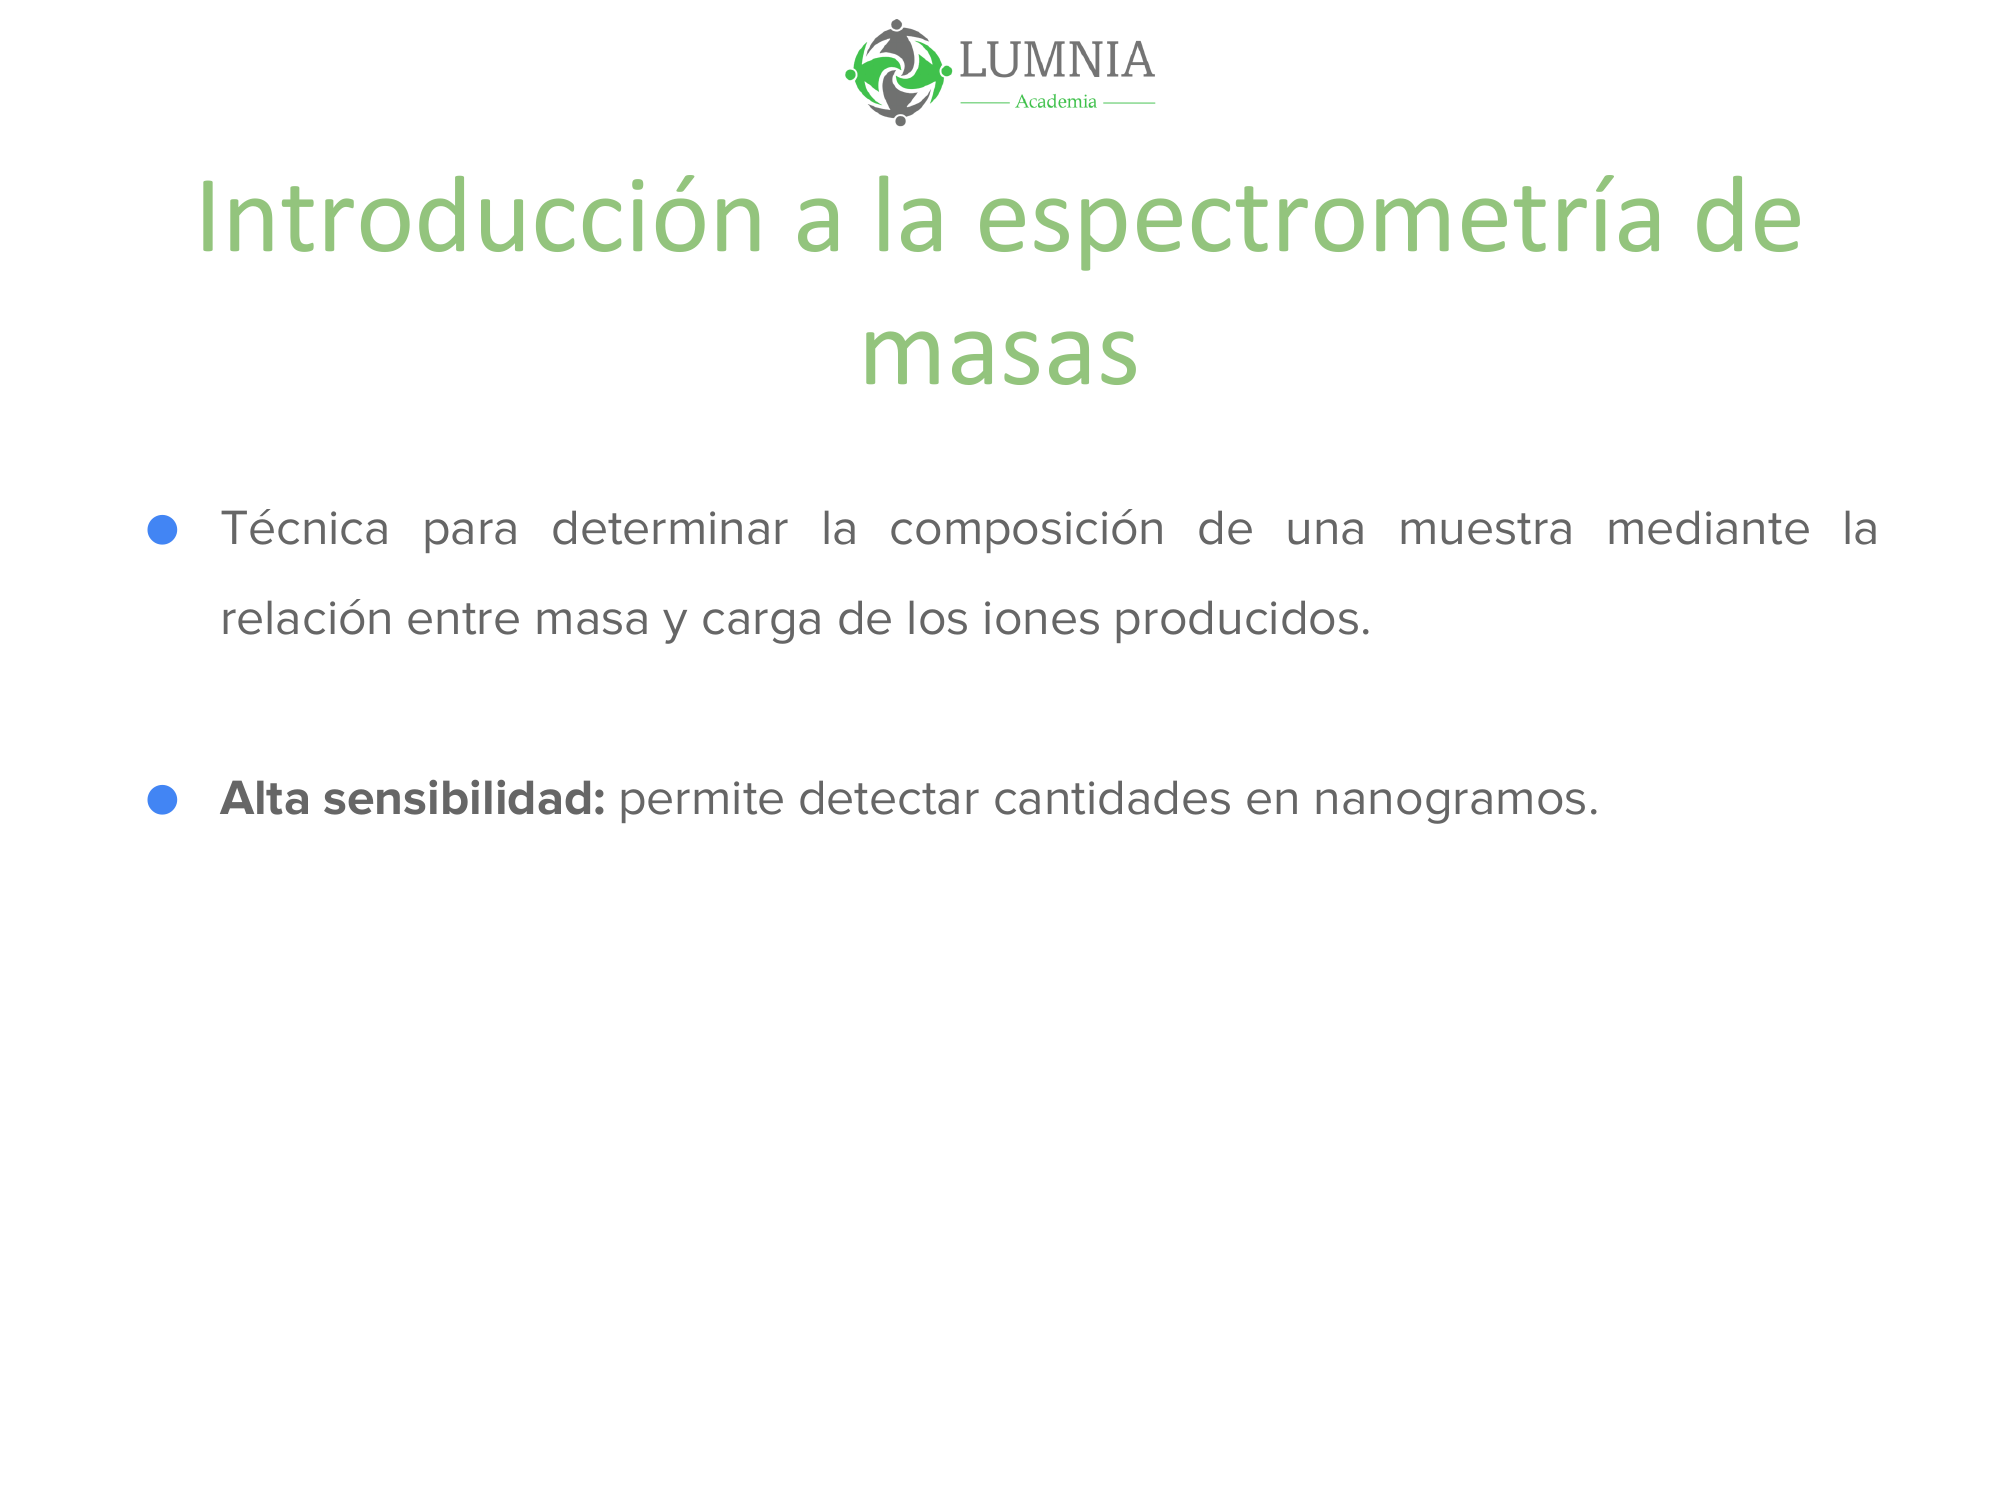 LUMNIA
Academia
Introducción a la espectrometría de
masas
Técnica para determinar la composición de una muestra mediante la
relación entre masa y carga de los iones producidos.
Alta sensibilidad: permite detectar cantidades en nanogramos.